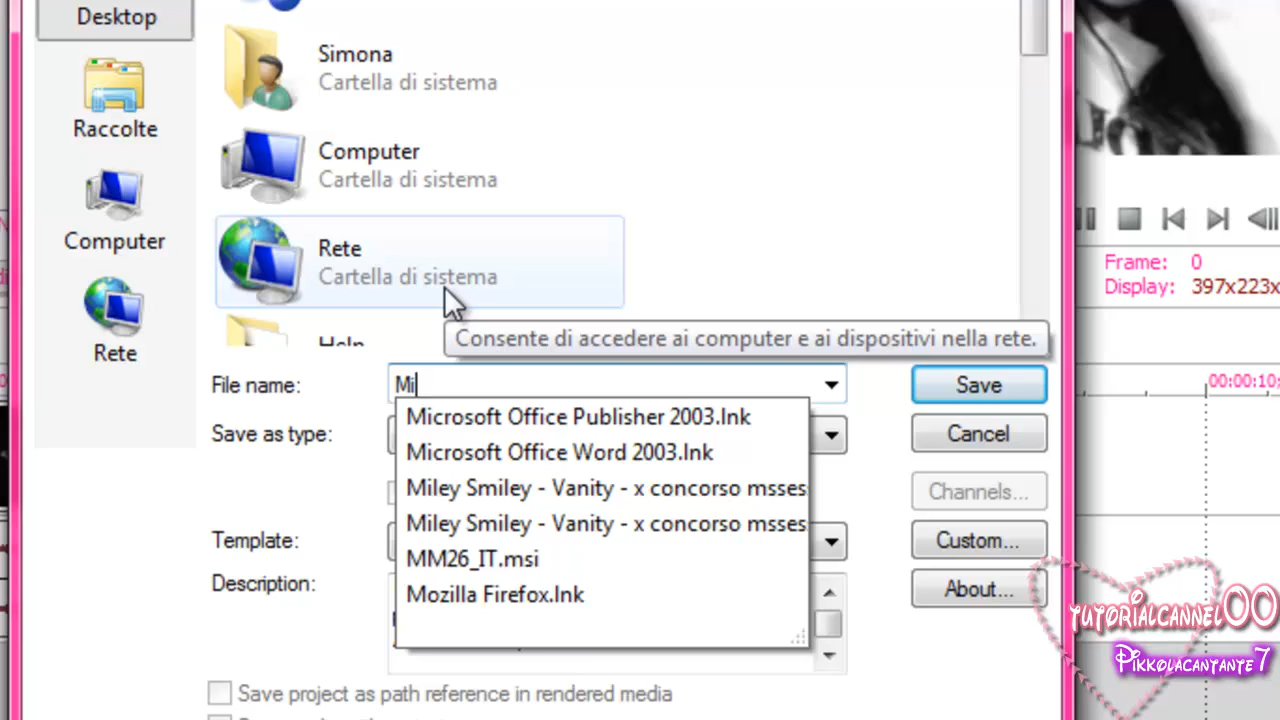 Desktop
Raccolte
Computer
Rete
Simona
Cartella di sistema
Computer
Cartella di sistema
Rete
Cartella di sistema
Help
Consente di accedere ai computer e ai dispositivi nella rete.
File name:
Mi
Save
Save as type:
Cancel
Microsoft Office Publisher 2003.lnk
Microsoft Office Word 2003.lnk
Miley Smiley - Vanity - x concorso msses
Miley Smiley - Vanity - x concorso msses
MM26_IT.msi
Mozilla Firefox.lnk
Channels...
Template:
Custom...
Description:
About...
Save project as path reference in rendered media
Frame: 0
Display: 397x223x
00:00:10;
tutorialcannel00
Pikkolacantante7